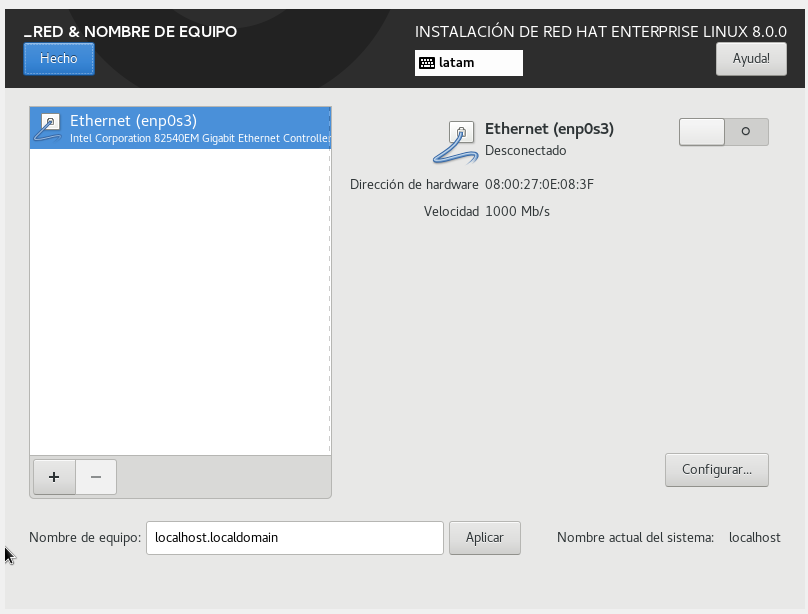 _RED & NOMBRE DE EQUIPO
INSTALACIÓN DE RED HAT ENTERPRISE LINUX 8.0.0
Hecho
latam
Ayuda!
Ethernet (enp0s3)
Intel Corporation 82540EM Gigabit Ethernet Controlle
Ethernet (enp0s3)
Desconectado
Dirección de hardware 08:00:27:0E:08:3F
Velocidad 1000 Mb/s
+ −
Configurar...
Nombre de equipo: localhost.localdomain Aplicar Nombre actual del sistema: localhost